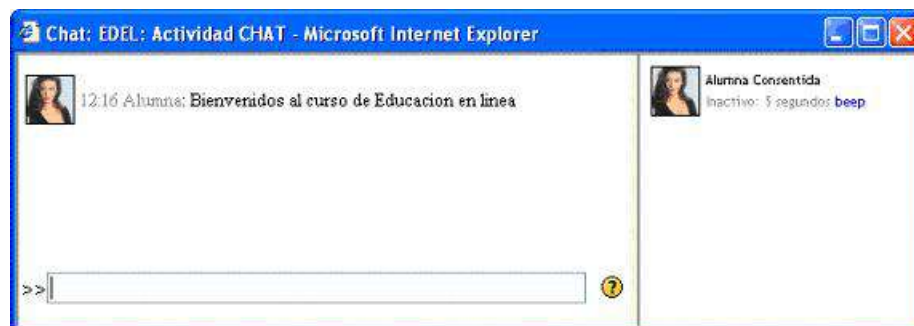 Chat: EDEL: Actividad CHAT - Microsoft Internet Explorer
12:16 Alumna: Bienvenidos al curso de Educacion en linea
Alumna Consentida
Inactivo: 5 segundos beep
>>
?